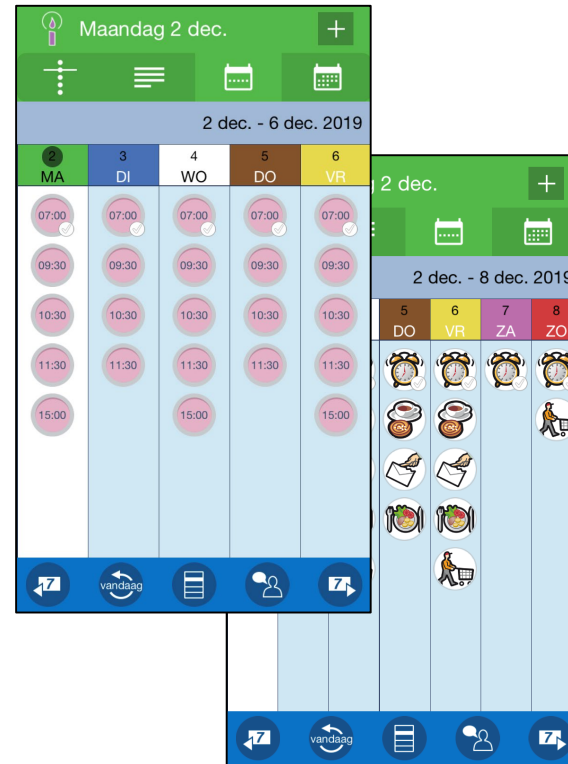 Maandag 2 dec.
2 dec. - 6 dec. 2019
2 3 4 5 6
MA DI WO DO VR
07:00 07:00 07:00 07:00 07:00
09:30 09:30 09:30 09:30 09:30
10:30 10:30 10:30 10:30 10:30
11:30 11:30 11:30 11:30 11:30
15:00 15:00 15:00
7 vandaag 7
2 dec.
2 dec. - 8 dec. 2019
5 6 7 8
DO VR ZA ZO
7 vandaag 7